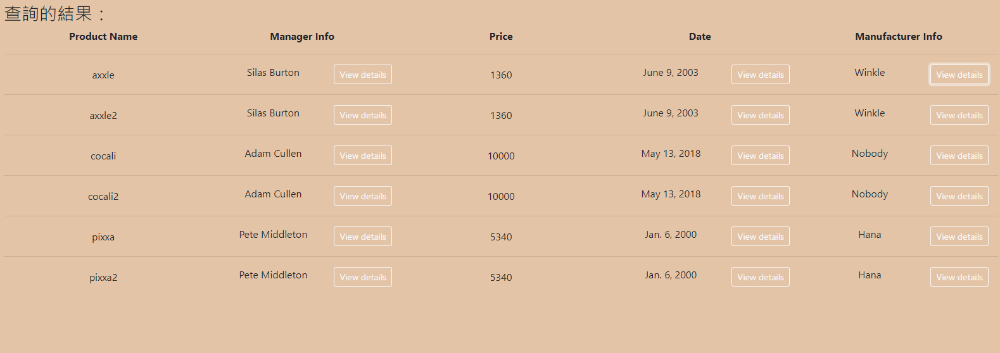 查詢的結果：
Product Name Manager Info Price Date Manufacturer Info
axxle Silas Burton View details 1360 June 9, 2003 View details Winkle View details
axxle2 Silas Burton View details 1360 June 9, 2003 View details Winkle View details
cocali Adam Cullen View details 10000 May 13, 2018 View details Nobody View details
cocali2 Adam Cullen View details 10000 May 13, 2018 View details Nobody View details
pixxa Pete Middleton View details 5340 Jan. 6, 2000 View details Hana View details
pixxa2 Pete Middleton View details 5340 Jan. 6, 2000 View details Hana View details